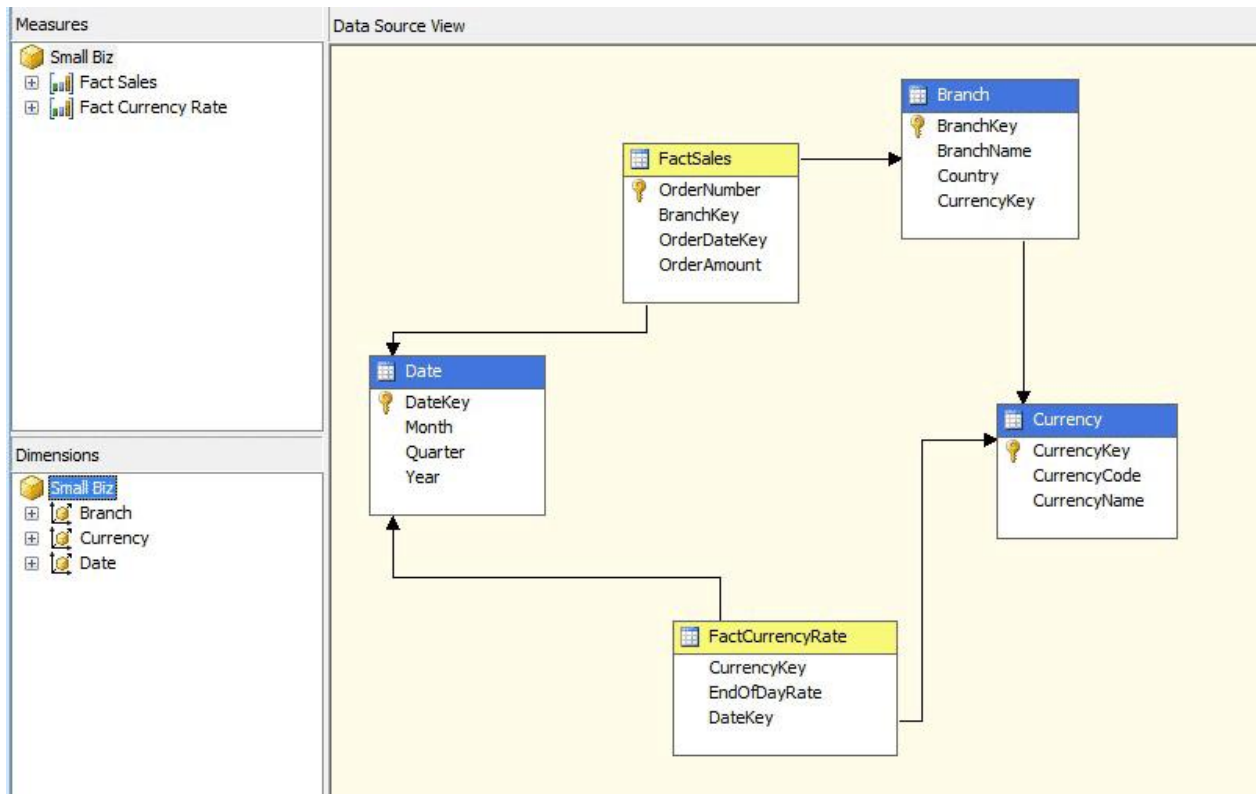 Measures
Small Biz
Fact Sales
Fact Currency Rate
Dimensions
Small Biz
Branch
Currency
Date
Data Source View
FactSales
OrderNumber
BranchKey
OrderDateKey
OrderAmount
Branch
BranchKey
BranchName
Country
CurrencyKey
Date
DateKey
Month
Quarter
Year
Currency
CurrencyKey
CurrencyCode
CurrencyName
FactCurrencyRate
CurrencyKey
EndOfDayRate
DateKey